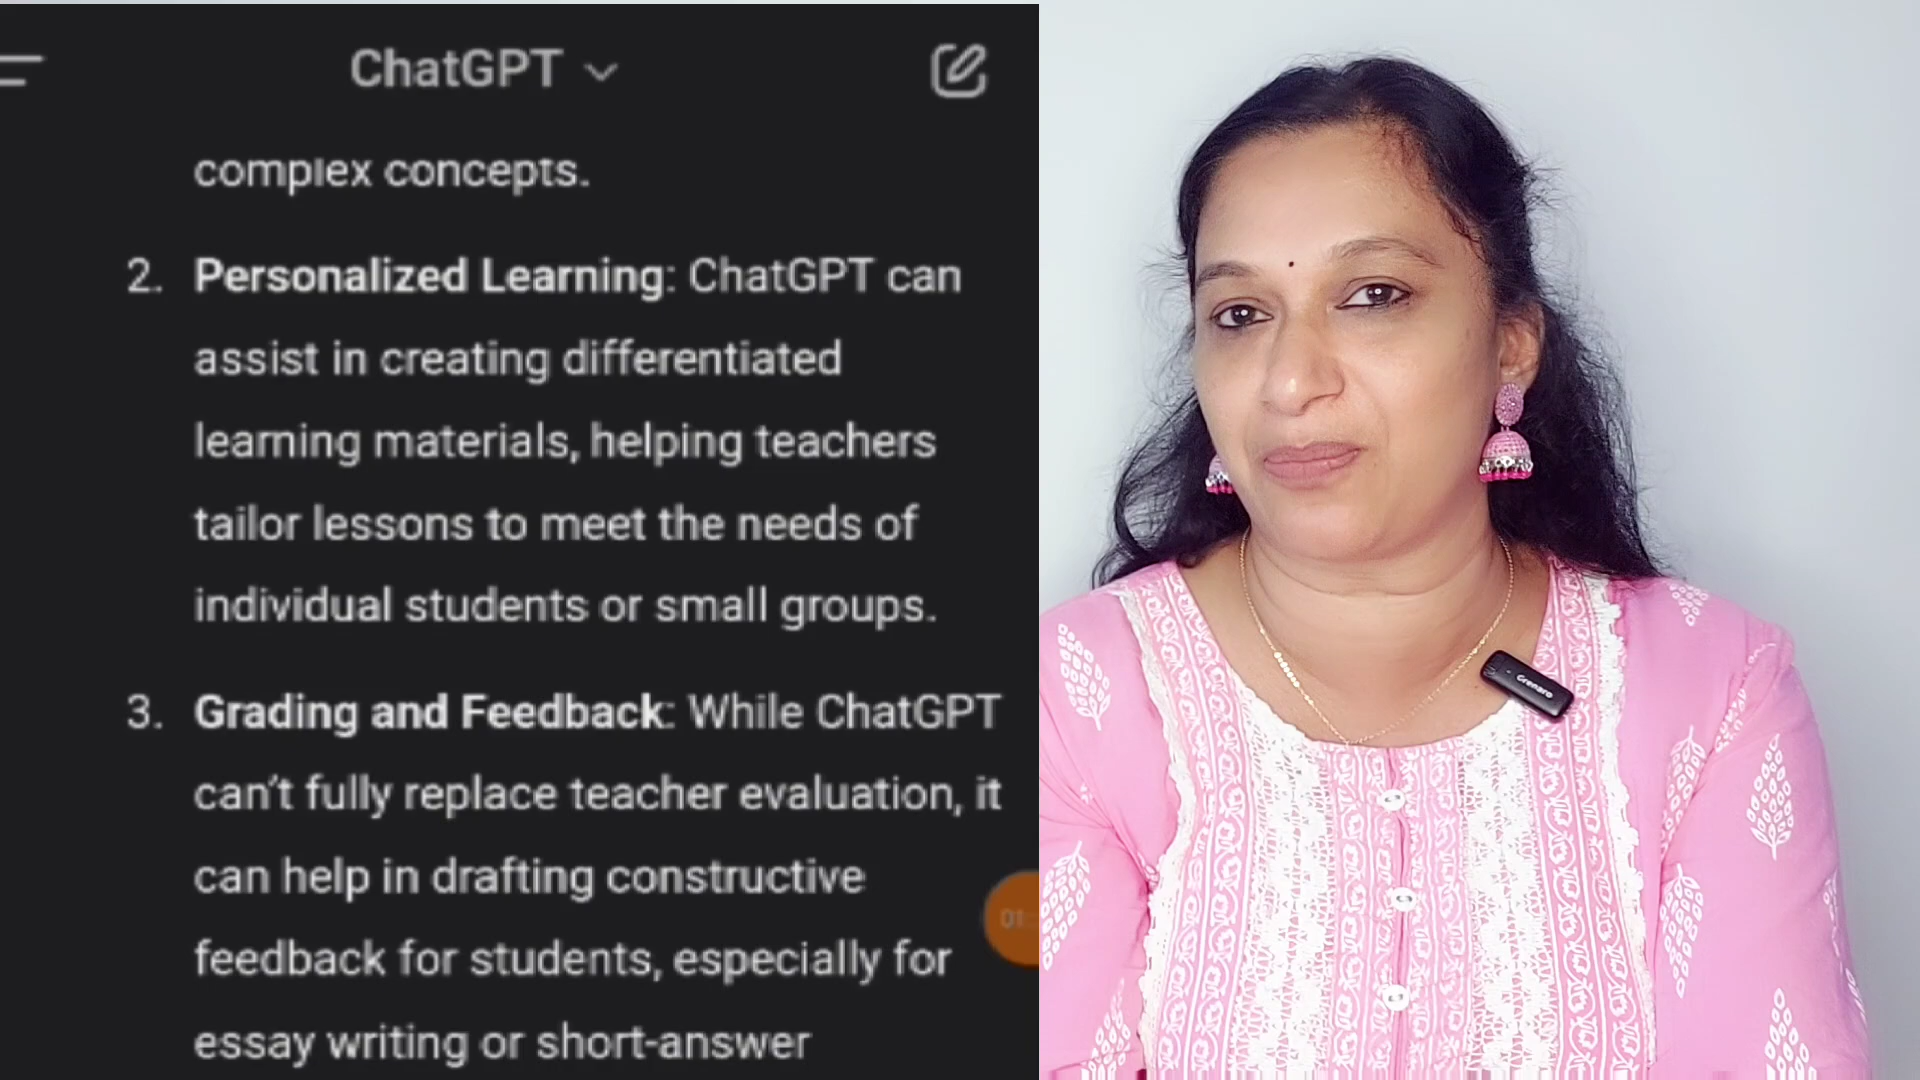 ChatGPT
complex concepts.
2. Personalized Learning: ChatGPT can
assist in creating differentiated
learning materials, helping teachers
tailor lessons to meet the needs of
individual students or small groups.
3. Grading and Feedback: While ChatGPT
can't fully replace teacher evaluation, it
can help in drafting constructive
feedback for students, especially for
essay writing or short-answer
01:
Grenaro